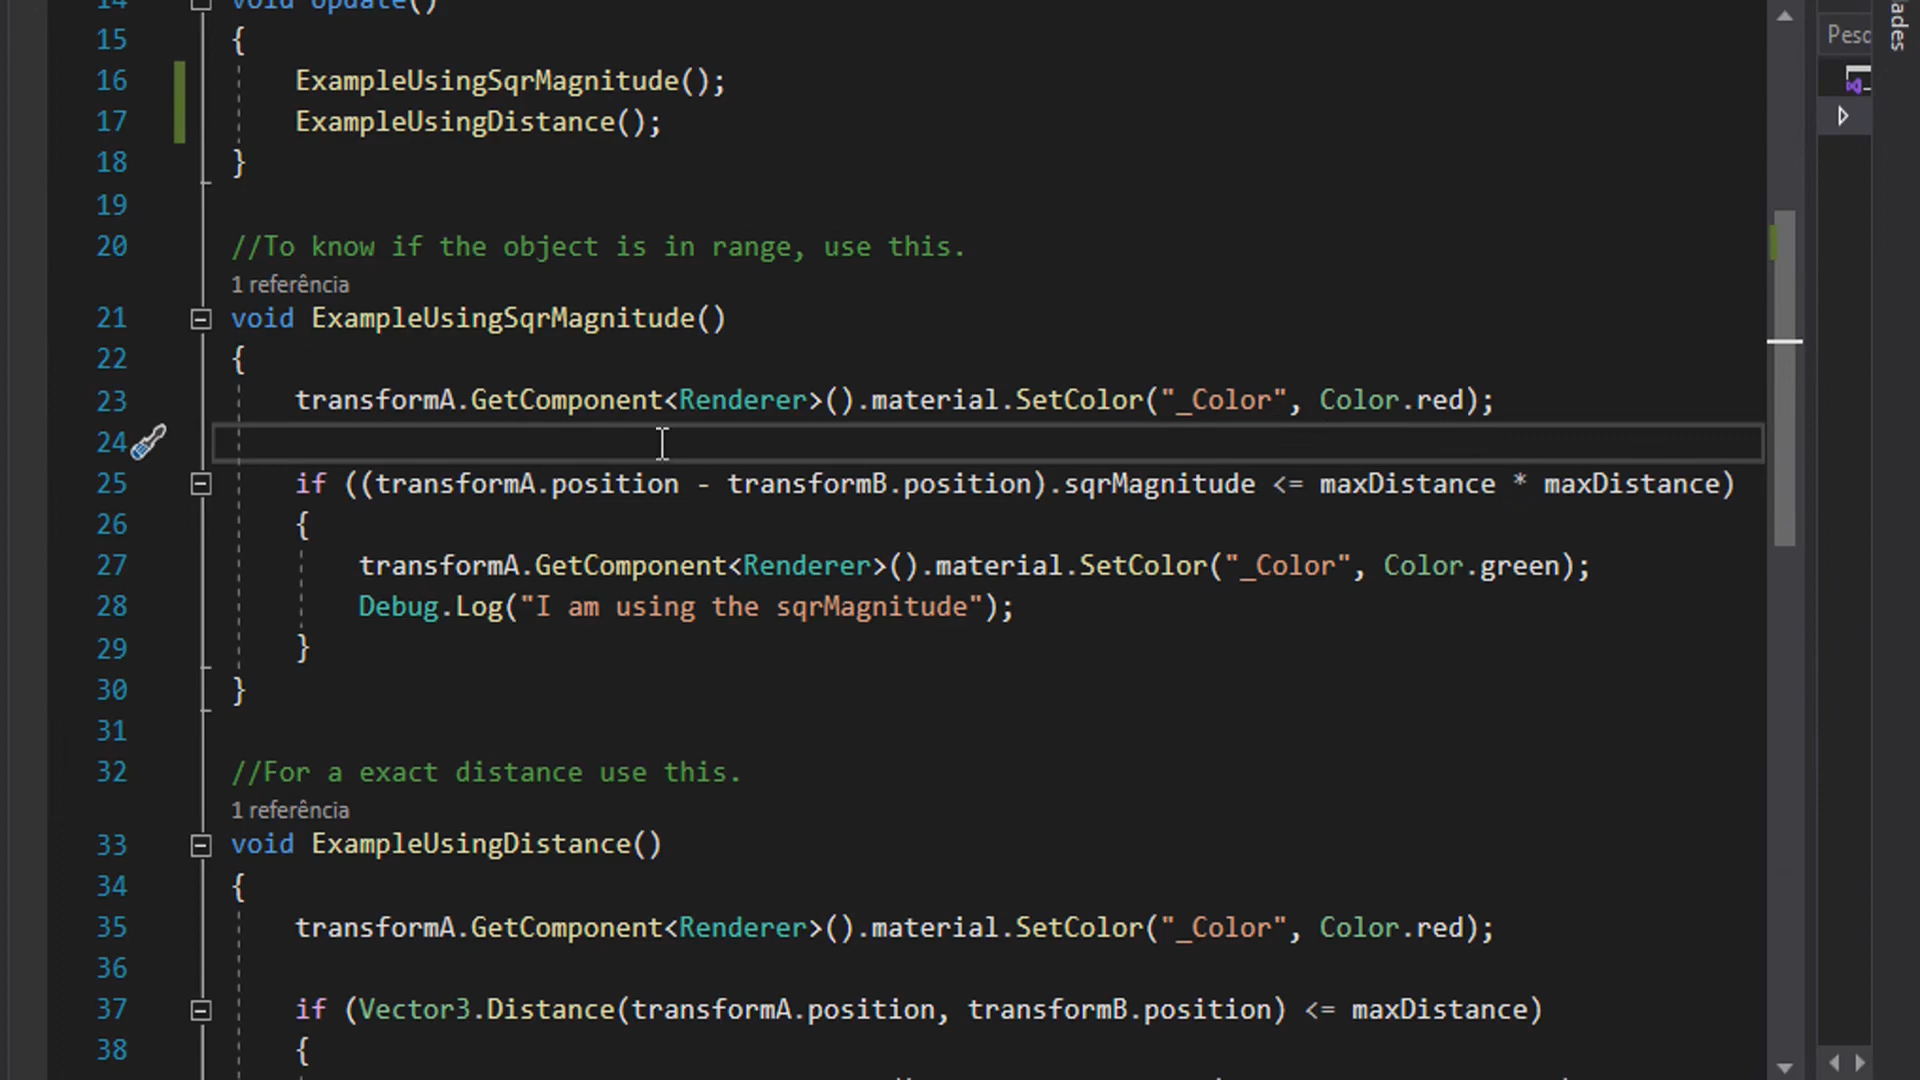 14 void Update()
15 {
16 ExampleUsingSqrMagnitude();
17 ExampleUsingDistance();
18 }
19
20 //To know if the object is in range, use this.
1 referência
21 void ExampleUsingSqrMagnitude()
22 {
23 transformA.GetComponent<Renderer>().material.SetColor("_Color", Color.red);
24
25 if ((transformA.position - transformB.position).sqrMagnitude <= maxDistance * maxDistance)
26 {
27 transformA.GetComponent<Renderer>().material.SetColor("_Color", Color.green);
28 Debug.Log("I am using the sqrMagnitude");
29 }
30 }
31
32 //For a exact distance use this.
1 referência
33 void ExampleUsingDistance()
34 {
35 transformA.GetComponent<Renderer>().material.SetColor("_Color", Color.red);
36
37 if (Vector3.Distance(transformA.position, transformB.position) <= maxDistance)
38 {
Pesc
ades